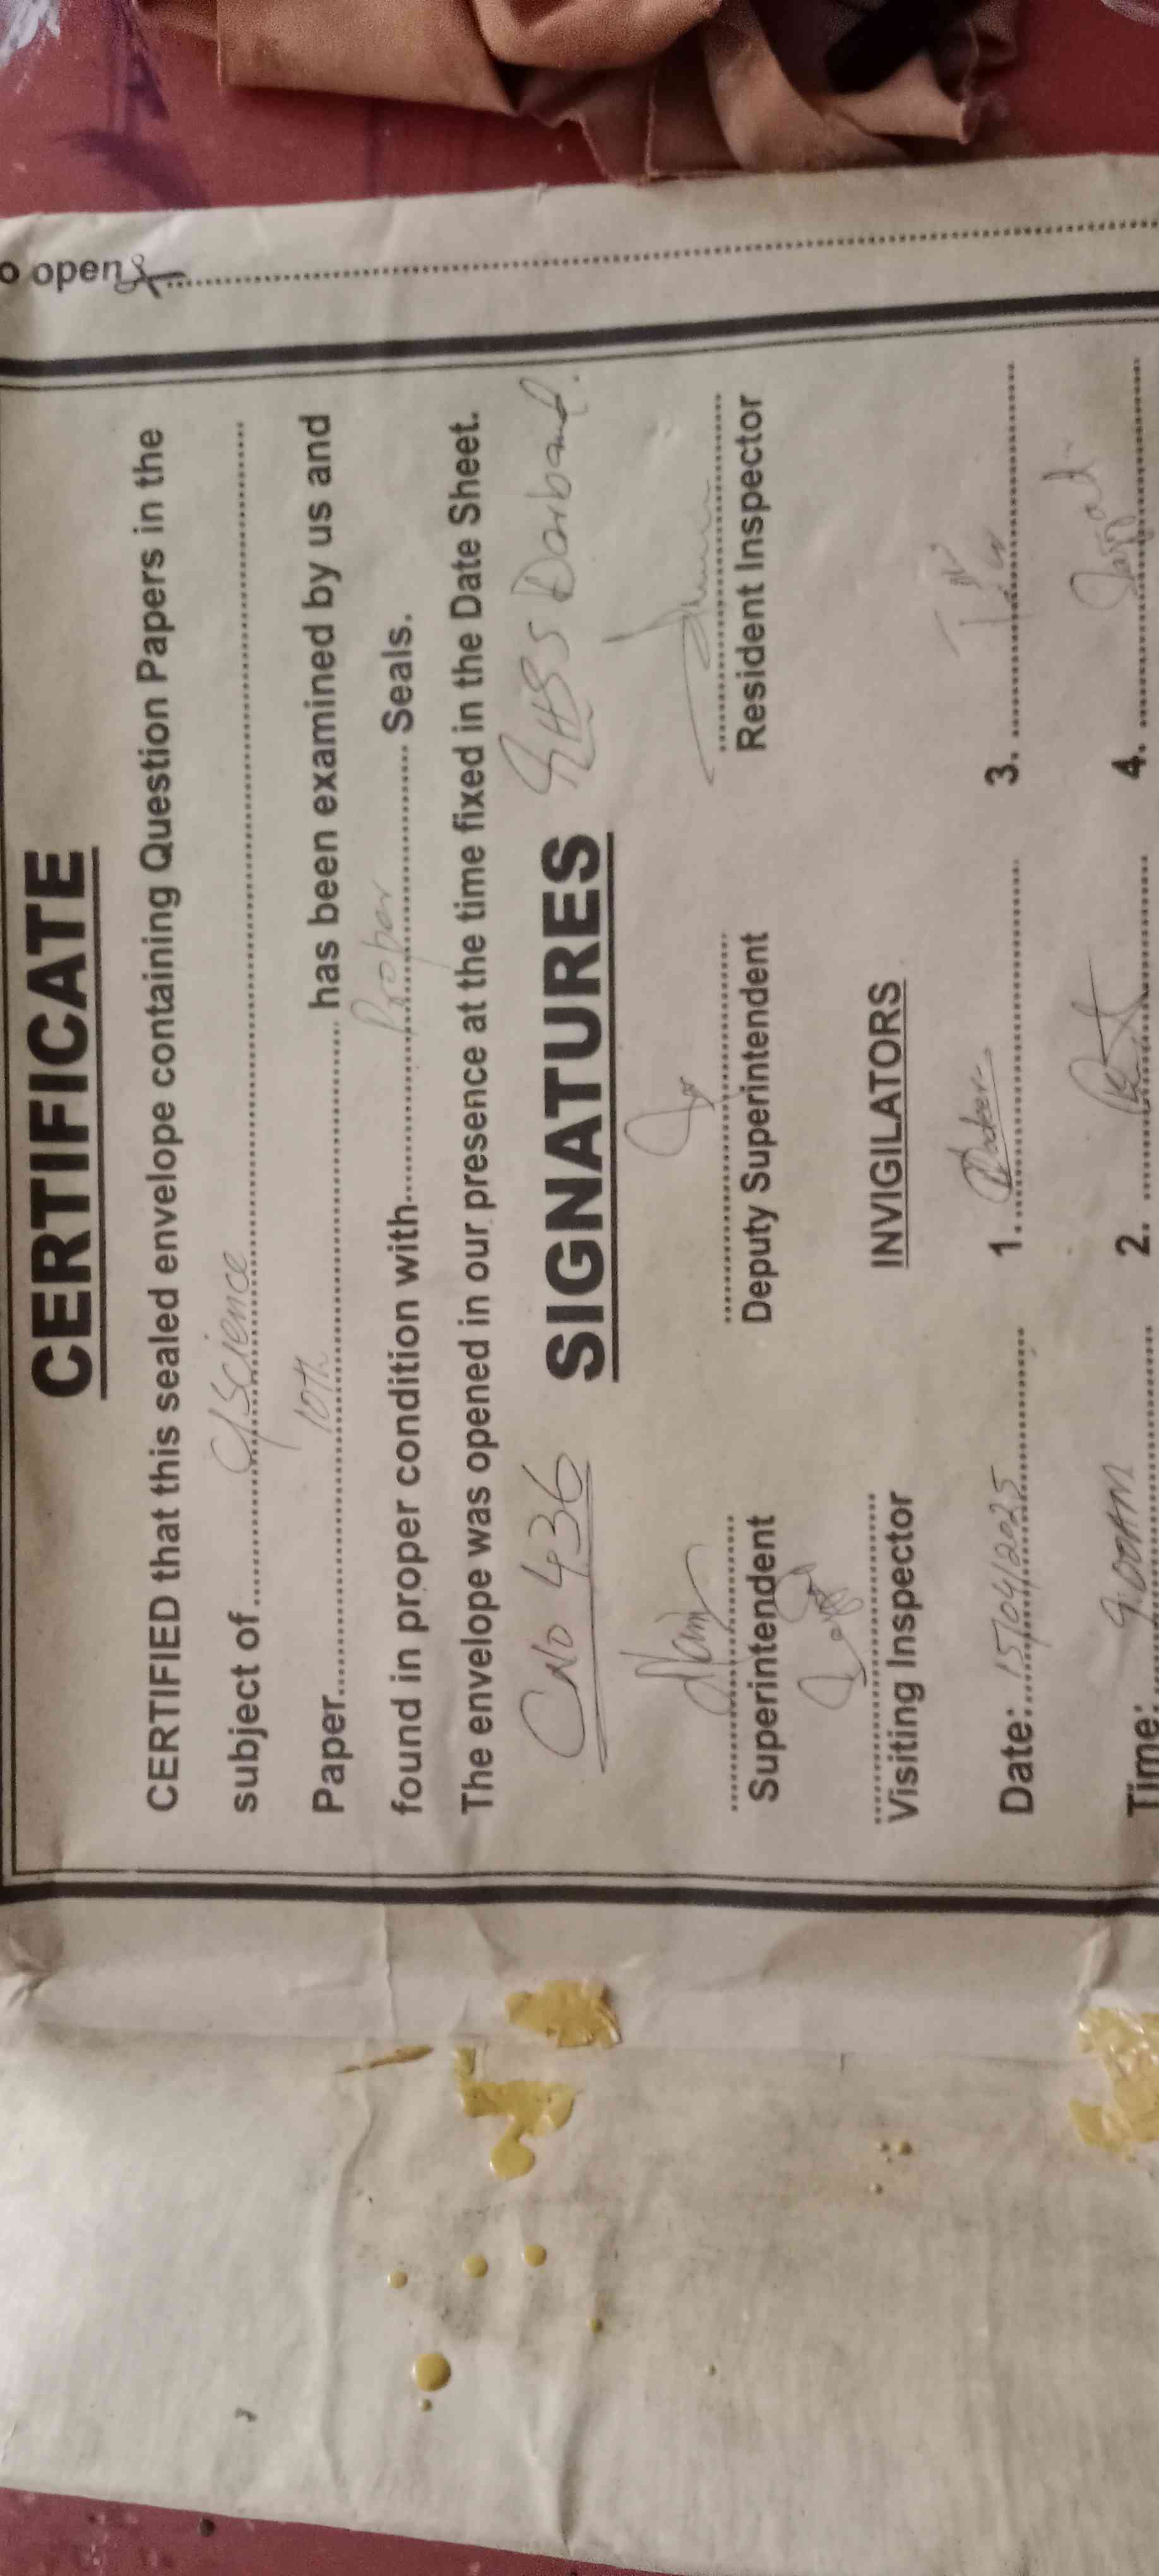 o open
CERTIFICATE
CERTIFIED that this sealed envelope containing Question Papers in the
subject of G/Science
Paper 10th has been examined by us and
found in proper condition with Proper Seals.
The envelope was opened in our presence at the time fixed in the Date Sheet.
CNo 436 SIGNATURES GHSS Darband.
Superintendent Deputy Superintendent Resident Inspector
Visiting Inspector INVIGILATORS
Date: 15/04/2025 1. 3.
Time: 9:00AM 2. 4.